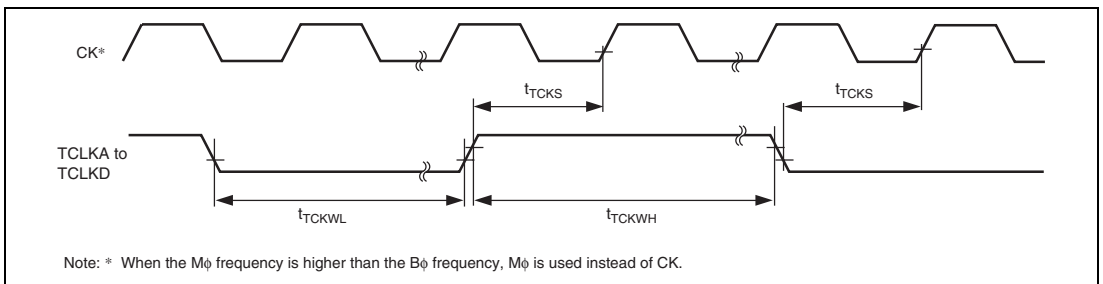 CK*
tTCKS
tTCKS
TCLKA to
TCLKD
tTCKWL
tTCKWH
Note: * When the Mϕ frequency is higher than the Bϕ frequency, Mϕ is used instead of CK.